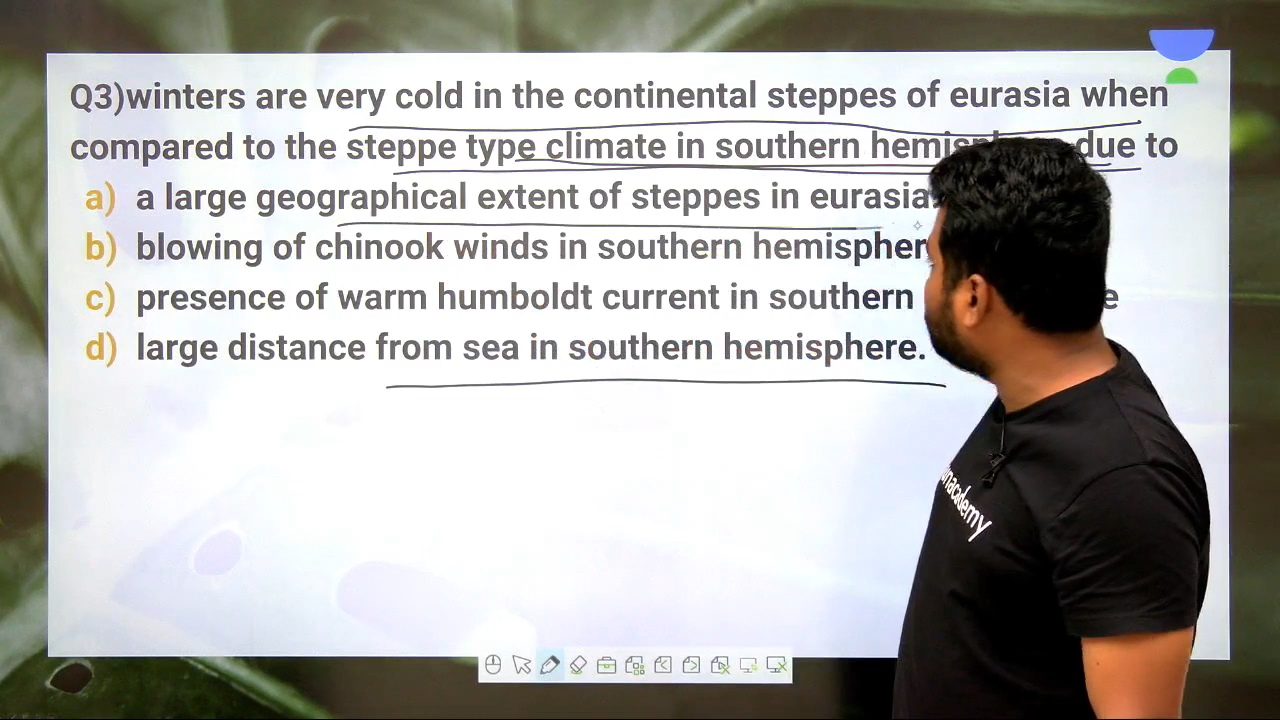 Q3)winters are very cold in the continental steppes of eurasia when
compared to the steppe type climate in southern due to
a) a large geographical extent of steppes in eurasia
b) blowing of chinook winds in southern
c) presence of warm humboldt current in southern
d) large distance from sea in southern hemisphere.
unacademy